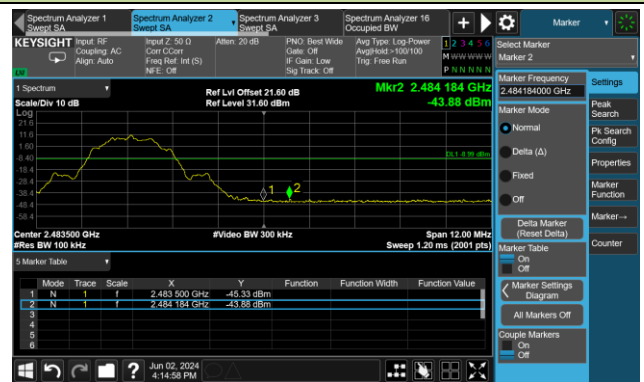 Spectrum Analyzer 1
Swept SA
Spectrum Analyzer 2
Swept SA
Spectrum Analyzer 3
Swept SA
Spectrum Analyzer 16
Occupied BW
Marker
KEYSIGHT
Input: RF
Coupling: AC
Align: Auto
Input Z: 50 Ω
Corr CCorr
Freq Ref: Int (S)
NFE: Off
Atten: 20 dB
PNO: Best Wide
Gate: Off
IF Gain: Low
Sig Track: Off
Avg Type: Log-Power
Avg|Hold:>100/100
Trig: Free Run
1 2 3 4 5 6
M W W W W W
P N N N N N
LXI
Select Marker
Marker 2
1 Spectrum
Scale/Div 10 dB
Log
Ref Lvl Offset 21.60 dB
Ref Level 31.60 dBm
Mkr2 2.484 184 GHz
-43.88 dBm
21.6
11.6
1.60
-8.40
-18.4
-28.4
-38.4
-48.4
-58.4
DL1 -8.99 dBm
1
2
Center 2.483500 GHz
#Res BW 100 kHz
#Video BW 300 kHz
Span 12.00 MHz
Sweep 1.20 ms (2001 pts)
5 Marker Table
Mode Trace Scale X Y Function Function Width Function Value
1 N 1 f 2.483 500 GHz -45.33 dBm
2 N 1 f 2.484 184 GHz -43.88 dBm
3
4
5
6
Marker Frequency
2.484184000 GHz
Marker Mode
Normal
Delta (Δ)
Fixed
Off
Delta Marker
(Reset Delta)
Marker Table
On
Off
Marker Settings
Diagram
All Markers Off
Couple Markers
On
Off
Settings
Peak
Search
Pk Search
Config
Properties
Marker
Function
Marker→
Counter
?
Jun 02, 2024
4:14:58 PM